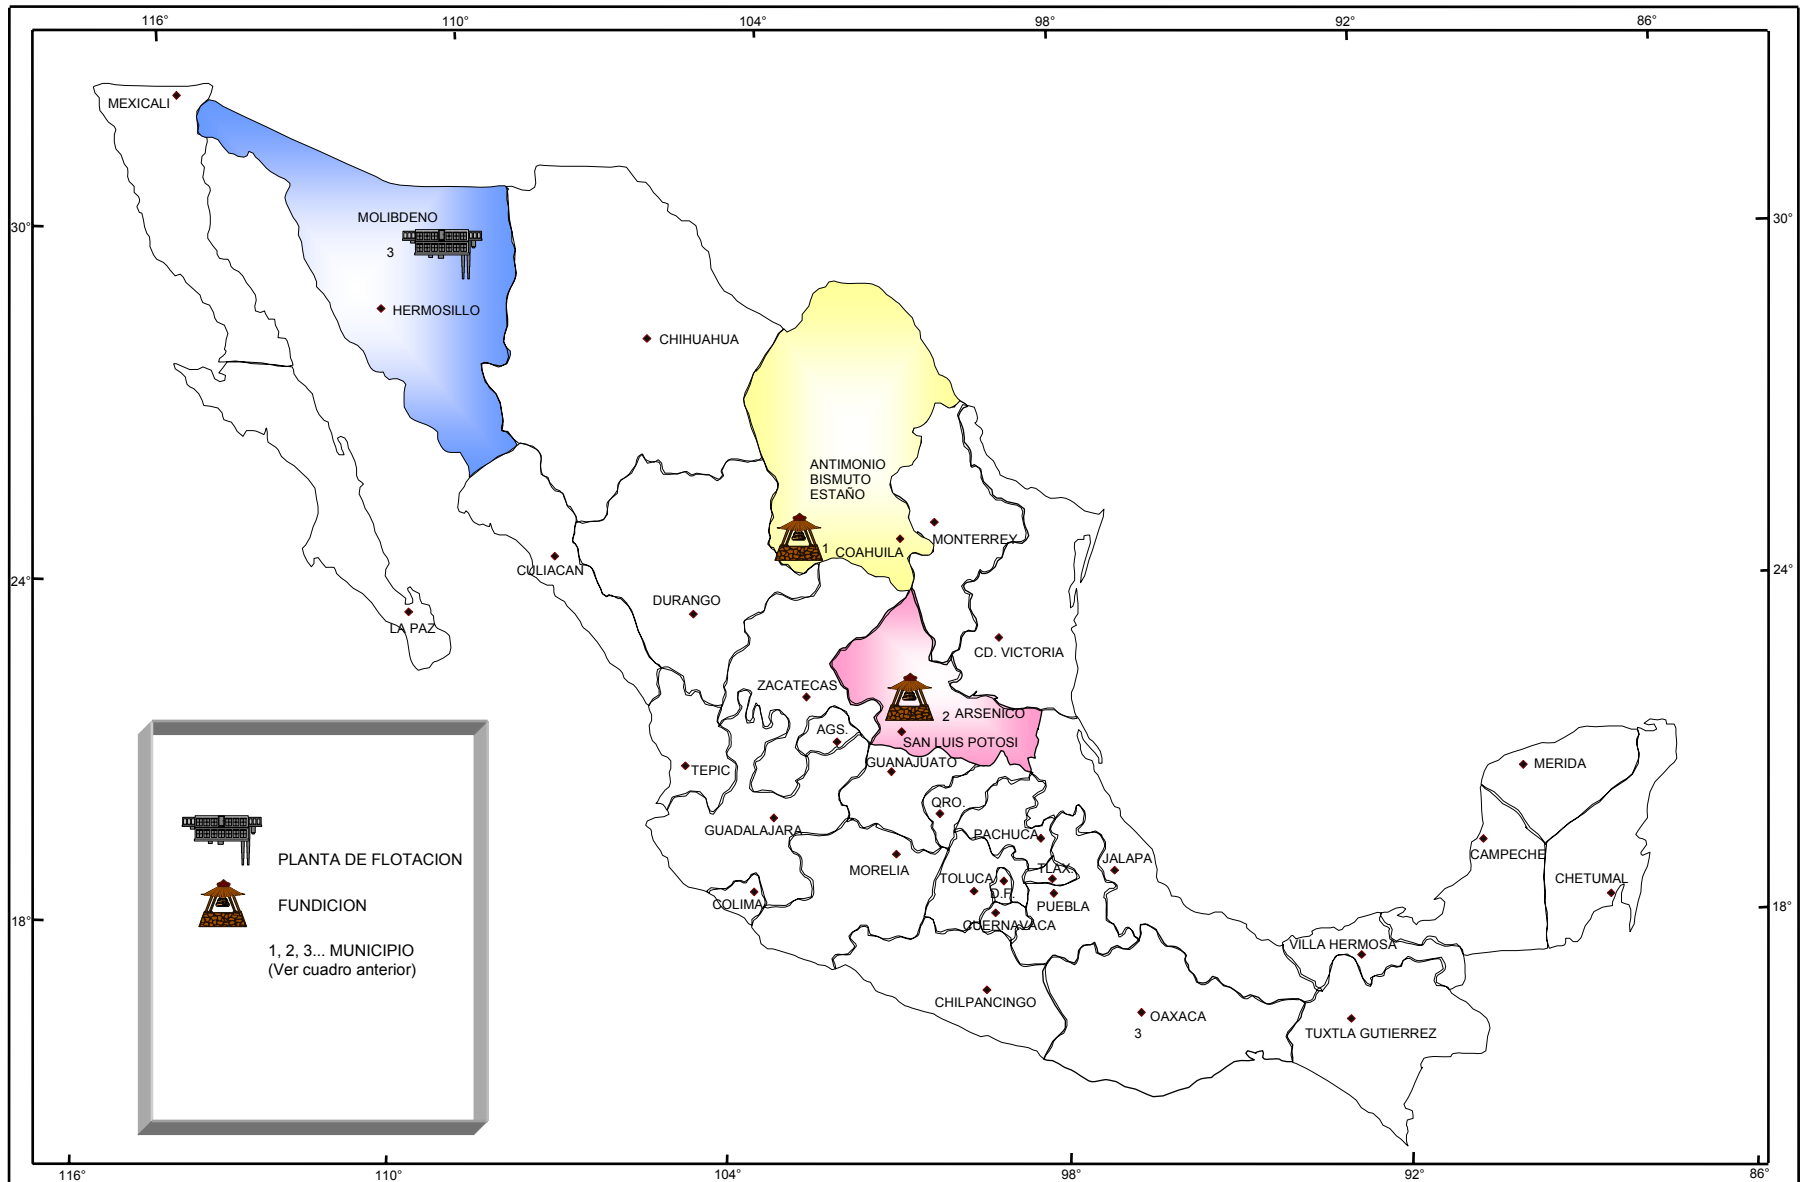 116°
110°
104°
98°
92°
86°
MEXICALI
MOLIBDENO
30°
30°
3
HERMOSILLO
CHIHUAHUA
ANTIMONIO
BISMUTO
ESTAÑO
MONTERREY
1
COAHUILA
CULIACAN
24°
24°
DURANGO
LA PAZ
CD. VICTORIA
ZACATECAS
2 ARSENICO
AGS.
SAN LUIS POTOSI
GUANAJUATO
TEPIC
MERIDA
QRO.
GUADALAJARA
PACHUCA
CAMPECHE
JALAPA
MORELIA
TLAX.
TOLUCA
CHETUMAL
D.F.
COLIMA
PUEBLA
18°
18°
CUERNAVACA
VILLA HERMOSA
CHILPANCINGO
OAXACA
3
TUXTLA GUTIERREZ
PLANTA DE FLOTACION
FUNDICION
1, 2, 3... MUNICIPIO
(Ver cuadro anterior)
116°
110°
104°
98°
92°
86°